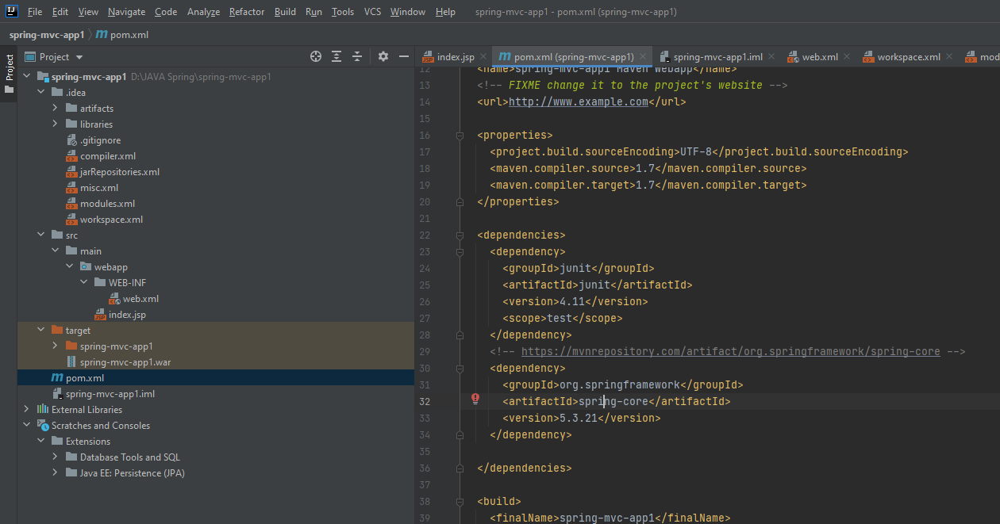 IJ File Edit View Navigate Code Analyze Refactor Build Run Tools VCS Window Help spring-mvc-app1 - pom.xml (spring-mvc-app1)
spring-mvc-app1 m pom.xml
Project
Project
spring-mvc-app1 D:\JAVA Spring\spring-mvc-app1
.idea
artifacts
libraries
.gitignore
compiler.xml
jarRepositories.xml
misc.xml
modules.xml
workspace.xml
src
main
webapp
WEB-INF
web.xml
index.jsp
target
spring-mvc-app1
spring-mvc-app1.war
m pom.xml
spring-mvc-app1.iml
External Libraries
Scratches and Consoles
Extensions
Database Tools and SQL
Java EE: Persistence (JPA)
index.jsp m pom.xml (spring-mvc-app1) spring-mvc-app1.iml web.xml workspace.xml mod
12 <name>spring-mvc-app1 Maven Webapp</name>
13 <!-- FIXME change it to the project's website -->
14 <url>http://www.example.com</url>
15
16 <properties>
17 <project.build.sourceEncoding>UTF-8</project.build.sourceEncoding>
18 <maven.compiler.source>1.7</maven.compiler.source>
19 <maven.compiler.target>1.7</maven.compiler.target>
20 </properties>
21
22 <dependencies>
23 <dependency>
24 <groupId>junit</groupId>
25 <artifactId>junit</artifactId>
26 <version>4.11</version>
27 <scope>test</scope>
28 </dependency>
29 <!-- https://mvnrepository.com/artifact/org.springframework/spring-core -->
30 <dependency>
31 <groupId>org.springframework</groupId>
32 <artifactId>spring-core</artifactId>
33 <version>5.3.21</version>
34 </dependency>
35
36 </dependencies>
37
38 <build>
39 <finalName>spring-mvc-app1</finalName>